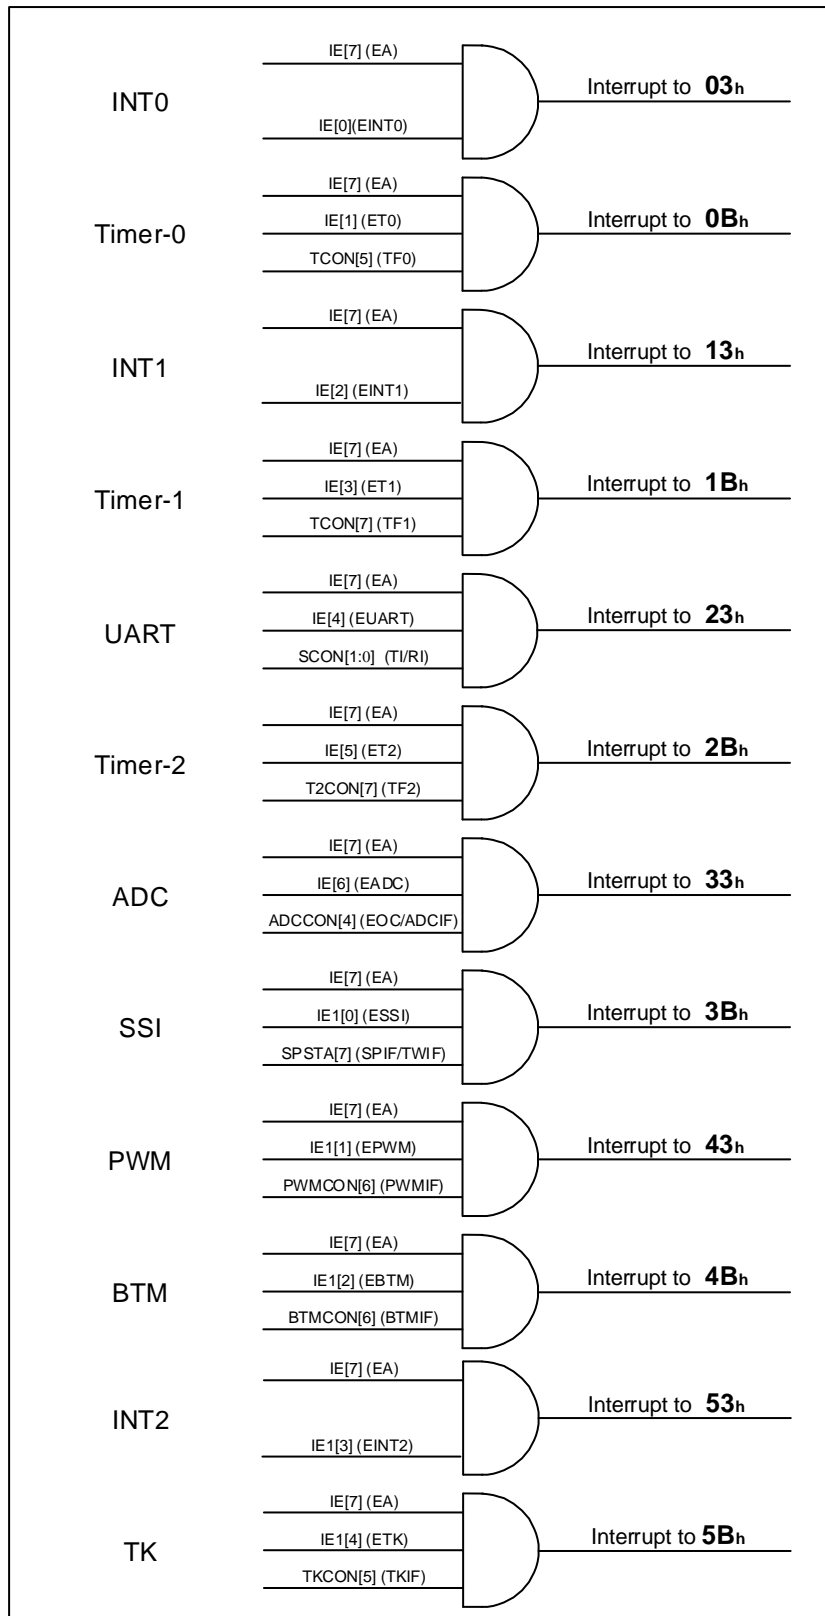 IE[7] (EA)
INT0
Interrupt to 03h
IE[0](EINT0)
IE[7] (EA)
Timer-0
IE[1] (ET0)
Interrupt to 0Bh
TCON[5] (TF0)
IE[7] (EA)
INT1
Interrupt to 13h
IE[2] (EINT1)
IE[7] (EA)
Timer-1
IE[3] (ET1)
Interrupt to 1Bh
TCON[7] (TF1)
IE[7] (EA)
UART
IE[4] (EUART)
Interrupt to 23h
SCON[1:0] (TI/RI)
IE[7] (EA)
Timer-2
IE[5] (ET2)
Interrupt to 2Bh
T2CON[7] (TF2)
IE[7] (EA)
ADC
IE[6] (EADC)
Interrupt to 33h
ADCCON[4] (EOC/ADCIF)
IE[7] (EA)
SSI
IE1[0] (ESSI)
Interrupt to 3Bh
SPSTA[7] (SPIF/TWIF)
IE[7] (EA)
PWM
IE1[1] (EPWM)
Interrupt to 43h
PWMCON[6] (PWMIF)
IE[7] (EA)
BTM
IE1[2] (EBTM)
Interrupt to 4Bh
BTMCON[6] (BTMIF)
IE[7] (EA)
INT2
Interrupt to 53h
IE1[3] (EINT2)
IE[7] (EA)
TK
IE1[4] (ETK)
Interrupt to 5Bh
TKCON[5] (TKIF)